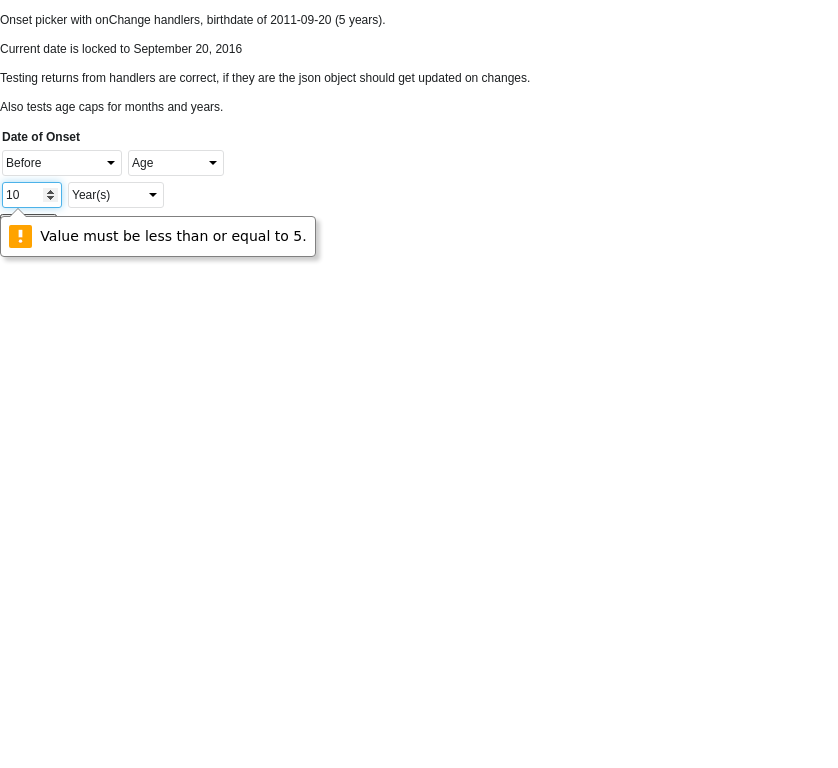 Onset picker with onChange handlers, birthdate of 2011-09-20 (5 years).
Current date is locked to September 20, 2016
Testing returns from handlers are correct, if they are the json object should get updated on changes.
Also tests age caps for months and years.
Date of Onset
Before Age
10 Year(s)
Value must be less than or equal to 5.